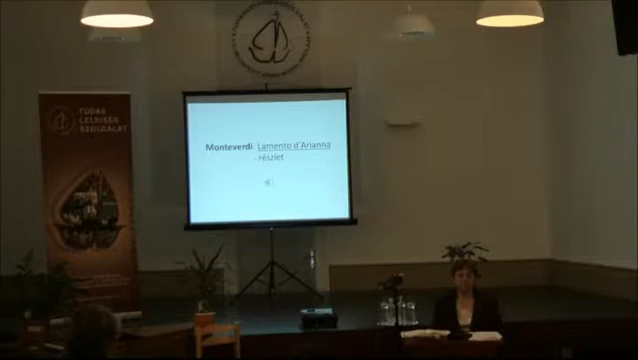 TUDÁS
LELKISÉG
SZOLGÁLAT
Monteverdi: Lamento d'Arianna
- részlet